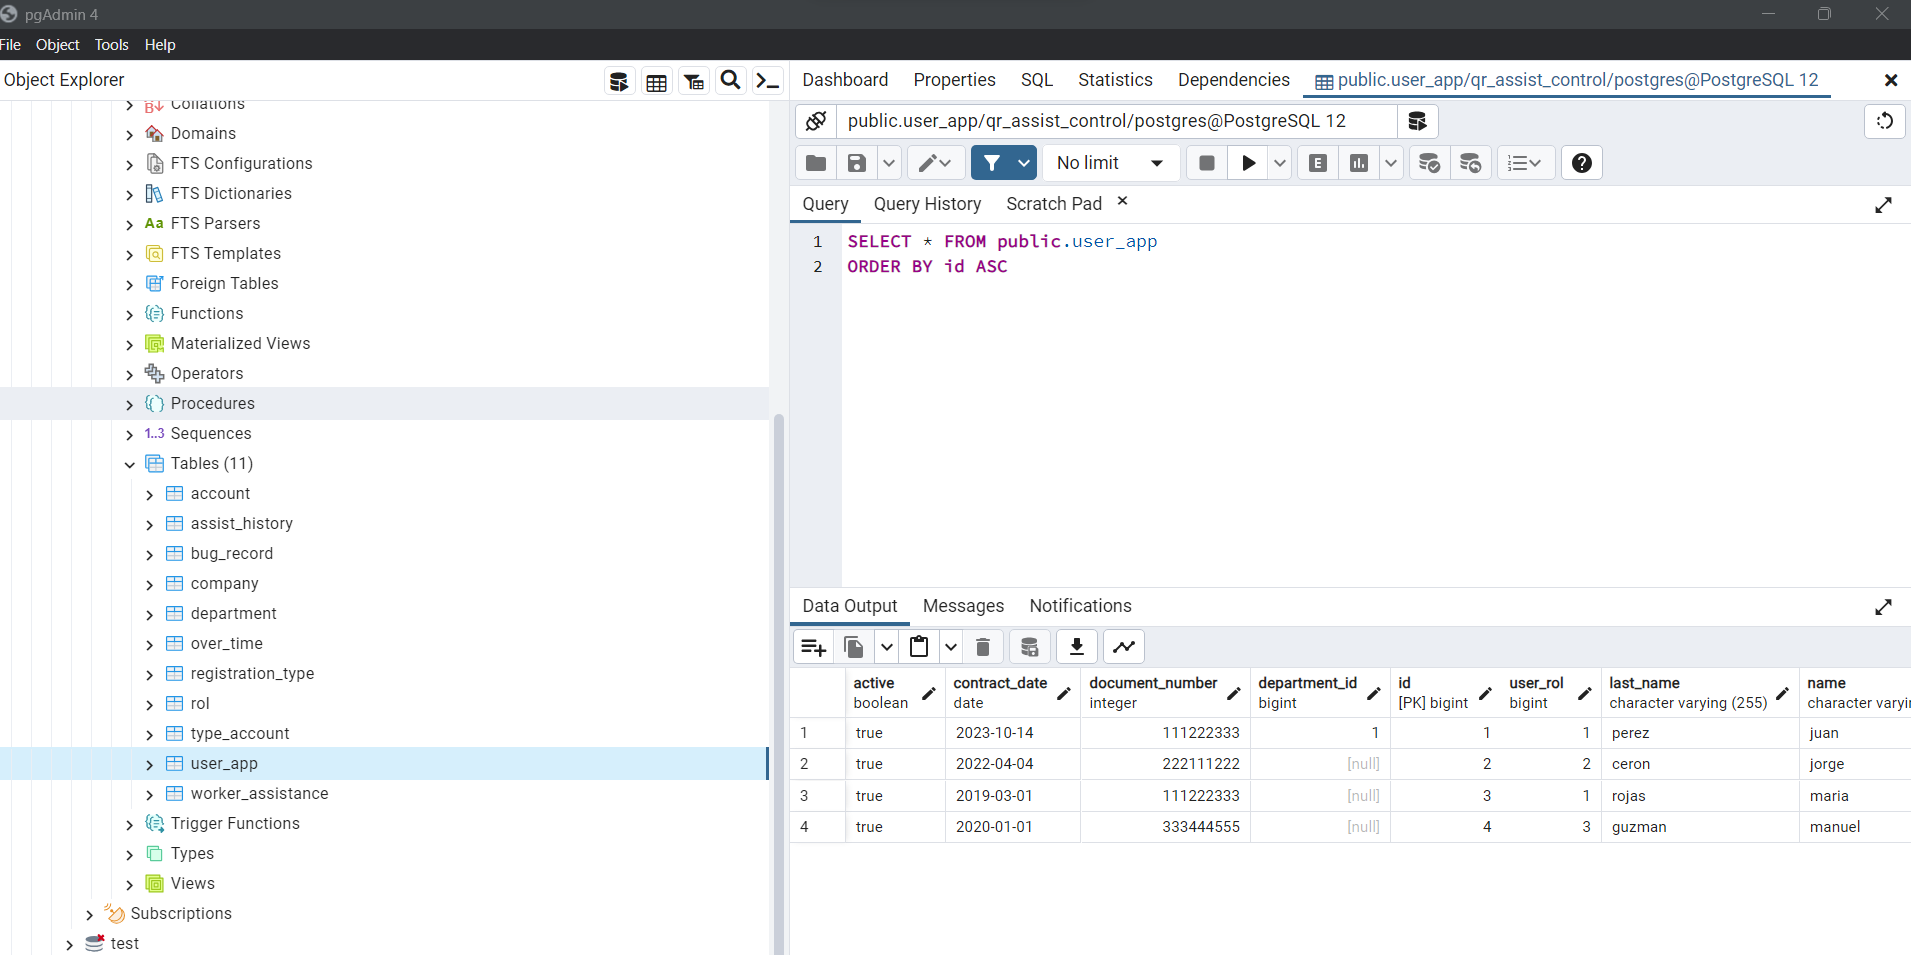 pgAdmin 4
File Object Tools Help
Object Explorer
Collations
Domains
FTS Configurations
FTS Dictionaries
Aa FTS Parsers
FTS Templates
Foreign Tables
Functions
Materialized Views
Operators
Procedures
1..3 Sequences
Tables (11)
account
assist_history
bug_record
company
department
over_time
registration_type
rol
type_account
user_app
worker_assistance
Trigger Functions
Types
Views
Subscriptions
test
Dashboard Properties SQL Statistics Dependencies public.user_app/qr_assist_control/postgres@PostgreSQL 12
public.user_app/qr_assist_control/postgres@PostgreSQL 12
No limit E
Query Query History Scratch Pad
1 SELECT * FROM public.user_app
2 ORDER BY id ASC
Data Output Messages Notifications
active contract_date document_number department_id id user_rol last_name name
boolean date integer bigint [PK] bigint bigint character varying (255) character varyi
1 true 2023-10-14 111222333 1 1 1 perez juan
2 true 2022-04-04 222111222 [null] 2 2 ceron jorge
3 true 2019-03-01 111222333 [null] 3 1 rojas maria
4 true 2020-01-01 333444555 [null] 4 3 guzman manuel